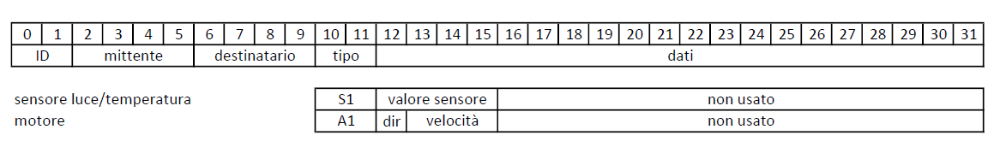 0 1 2 3 4 5 6 7 8 9 10 11 12 13 14 15 16 17 18 19 20 21 22 23 24 25 26 27 28 29 30 31
ID mittente destinatario tipo dati
sensore luce/temperatura S1 valore sensore non usato
motore A1 dir velocità non usato